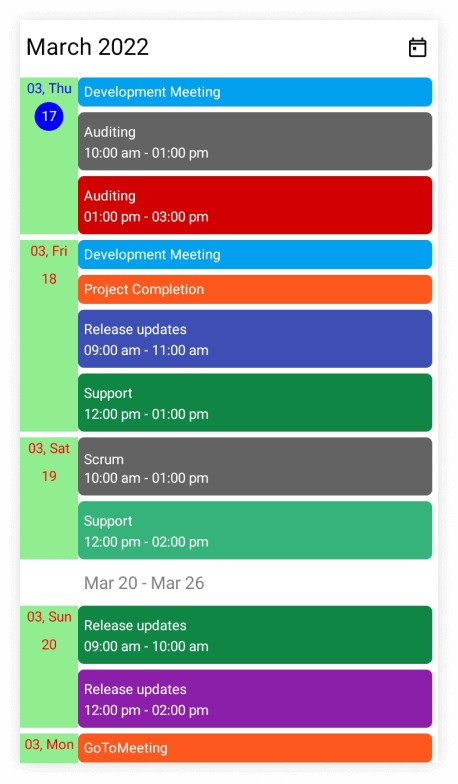 March 2022
03, Thu
17
Development Meeting
Auditing
10:00 am - 01:00 pm
Auditing
01:00 pm - 03:00 pm
03, Fri
18
Development Meeting
Project Completion
Release updates
09:00 am - 11:00 am
Support
12:00 pm - 01:00 pm
03, Sat
19
Scrum
10:00 am - 01:00 pm
Support
12:00 pm - 02:00 pm
Mar 20 - Mar 26
03, Sun
20
Release updates
09:00 am - 10:00 am
Release updates
12:00 pm - 02:00 pm
03, Mon
GoToMeeting